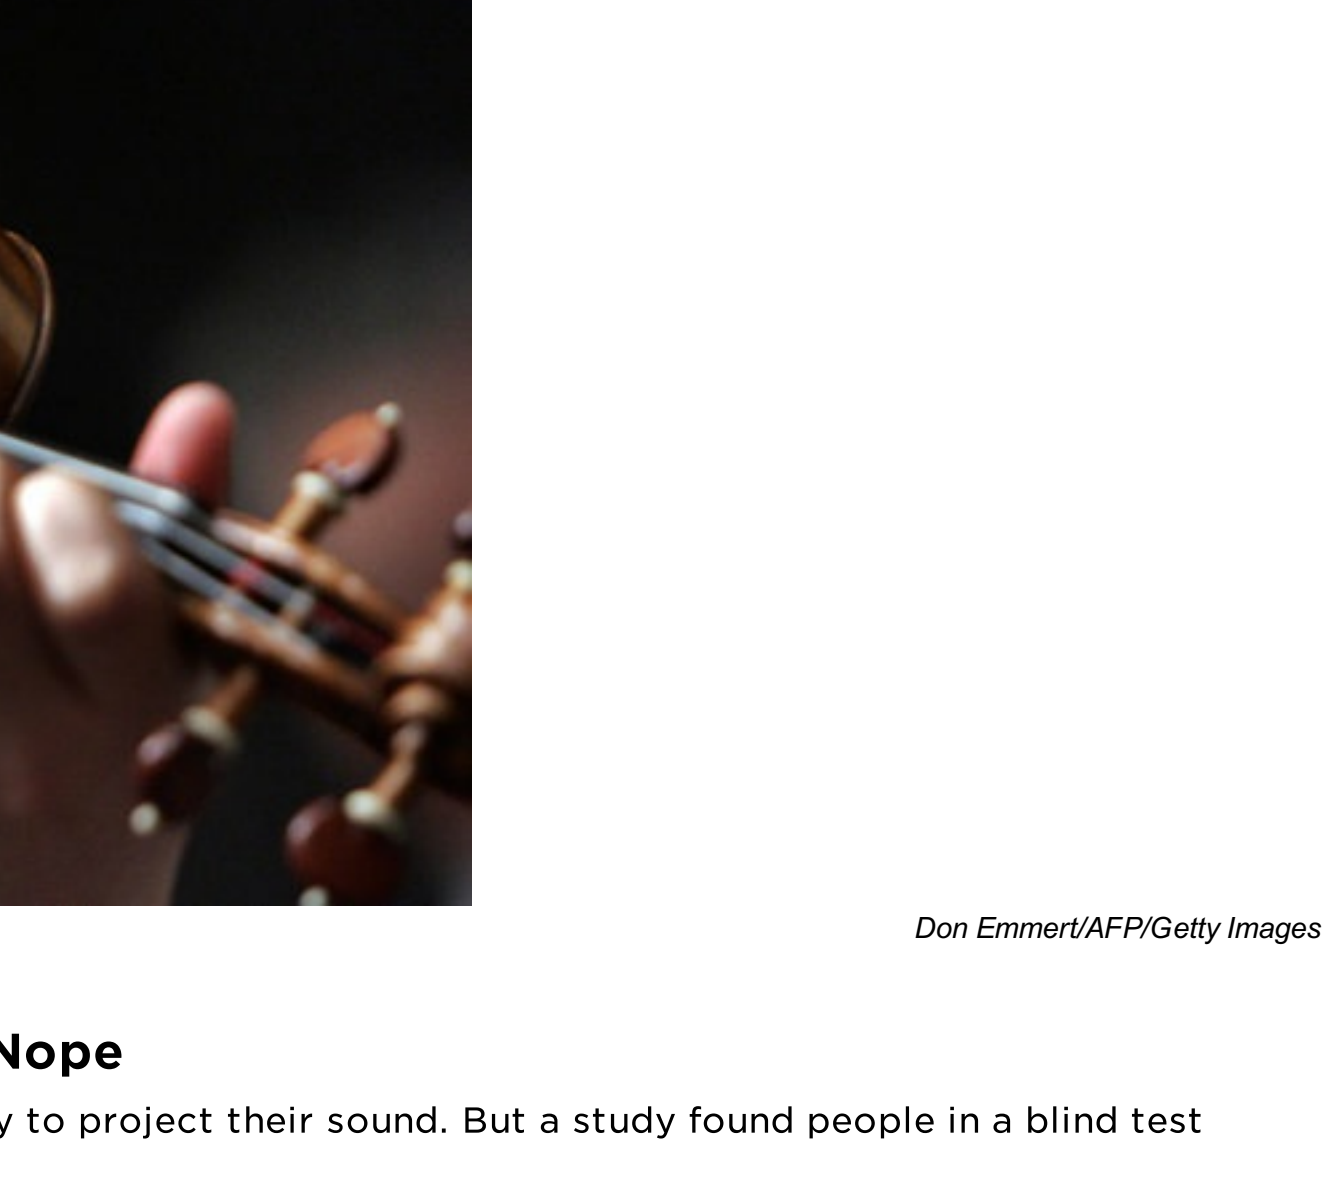 Don Emmert/AFP/Getty Images
Nope
y to project their sound. But a study found people in a blind test